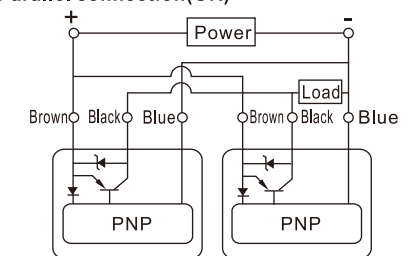 Parallel connection(OR)
+ -
Power
Load
Brown Black Blue Brown Black Blue
PNP PNP